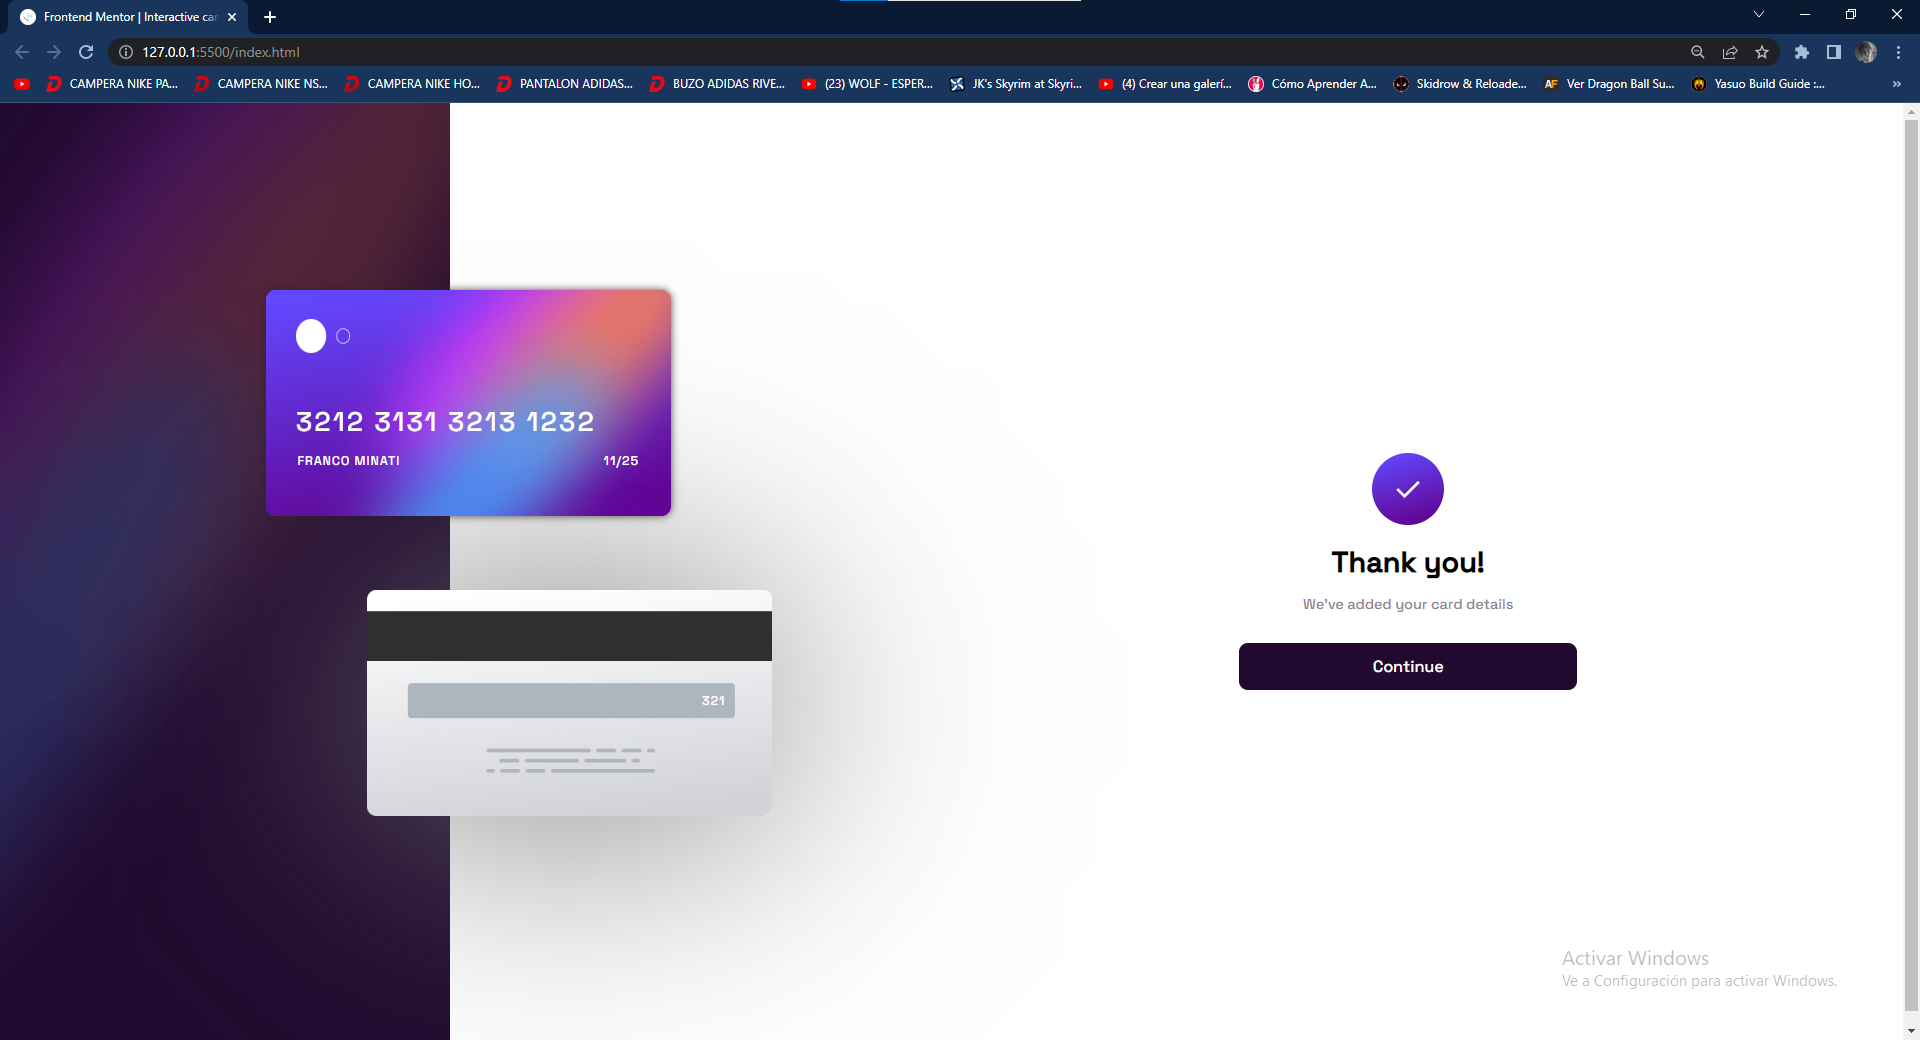 Frontend Mentor | Interactive car
127.0.0.1:5500/index.html
CAMPERA NIKE PA... CAMPERA NIKE NS... CAMPERA NIKE HO... PANTALON ADIDAS... BUZO ADIDAS RIVE... (23) WOLF - ESPER... JK's Skyrim at Skyri... (4) Crear una galerí... Cómo Aprender A... Skidrow & Reloade... AF Ver Dragon Ball Su... Yasuo Build Guide :... »
3212 3131 3213 1232
FRANCO MINATI 11/25
321
Thank you!
We've added your card details
Continue
Activar Windows
Ve a Configuración para activar Windows.